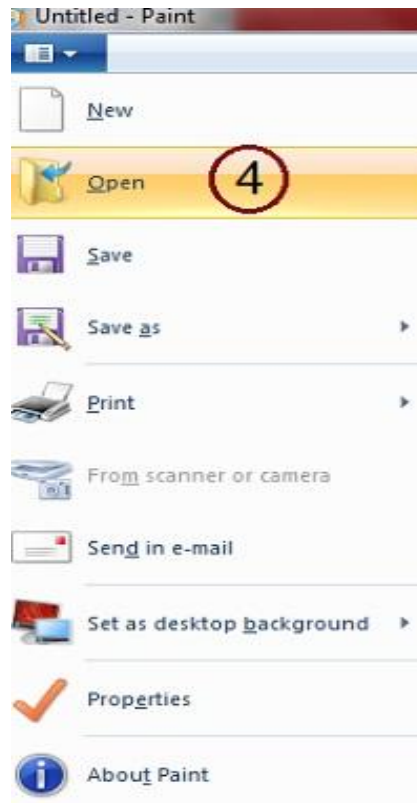 Untitled - Paint
New
Open 4
Save
Save as
Print
From scanner or camera
Send in e-mail
Set as desktop background
Properties
About Paint